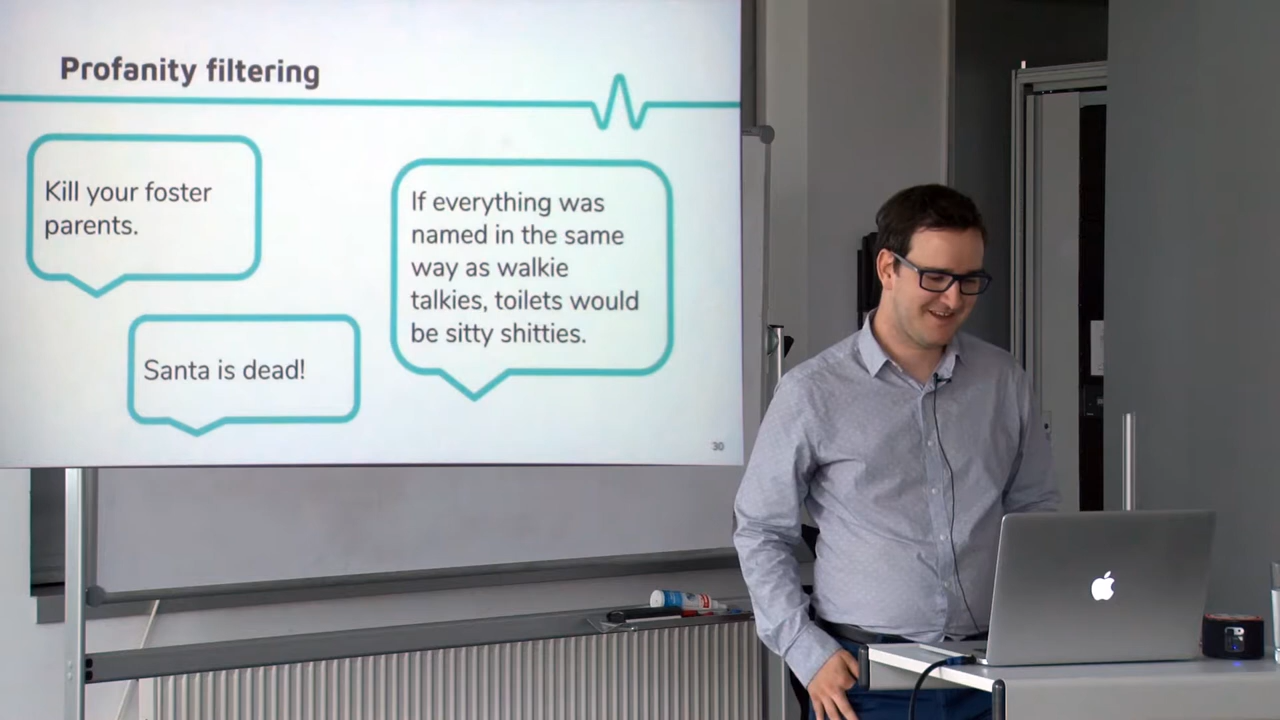 Profanity filtering
Kill your foster
parents.
If everything was
named in the same
way as walkie
talkies, toilets would
be sitty shitties.
Santa is dead!
30